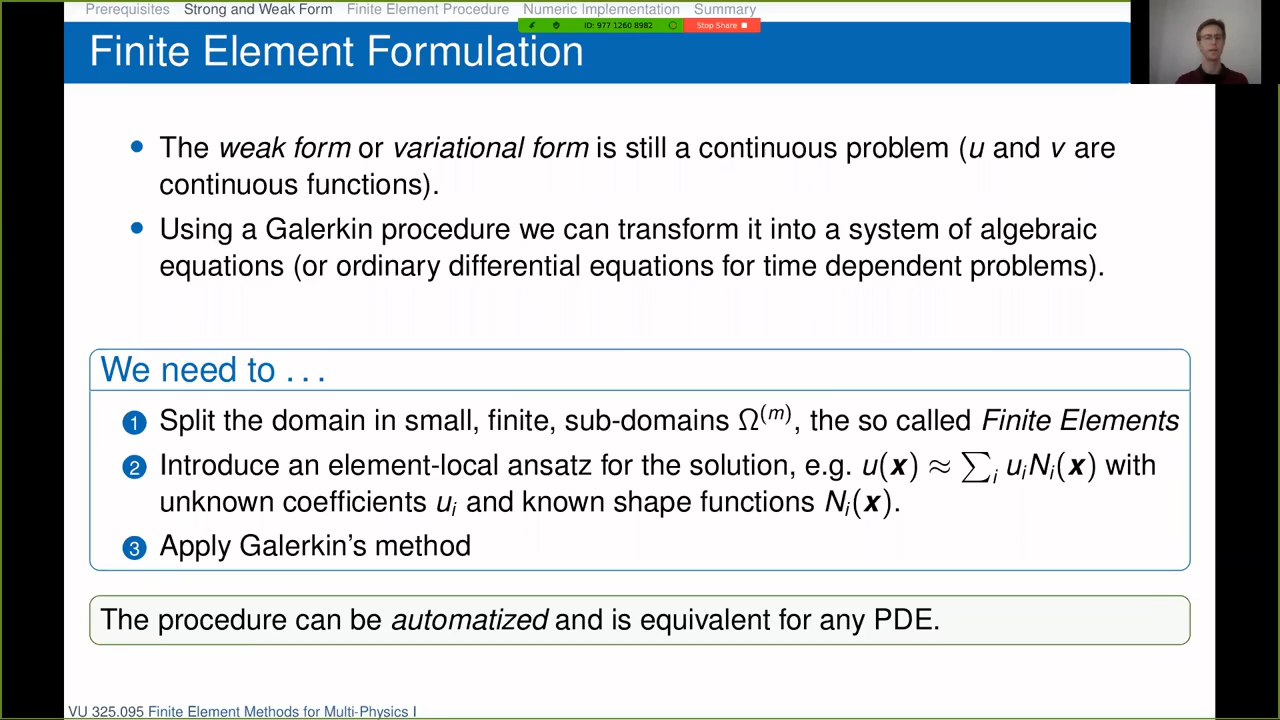 Prerequisites Strong and Weak Form Finite Element Procedure Numeric Implementation Summary
ID: 977 1260 8982 Stop Share
Finite Element Formulation
• The weak form or variational form is still a continuous problem (u and v are
continuous functions).
• Using a Galerkin procedure we can transform it into a system of algebraic
equations (or ordinary differential equations for time dependent problems).
We need to ...
1 Split the domain in small, finite, sub-domains Ω^(m), the so called Finite Elements
2 Introduce an element-local ansatz for the solution, e.g. u(x) ≈ ∑_i u_i N_i(x) with
unknown coefficients u_i and known shape functions N_i(x).
3 Apply Galerkin's method
The procedure can be automatized and is equivalent for any PDE.
VU 325.095 Finite Element Methods for Multi-Physics I